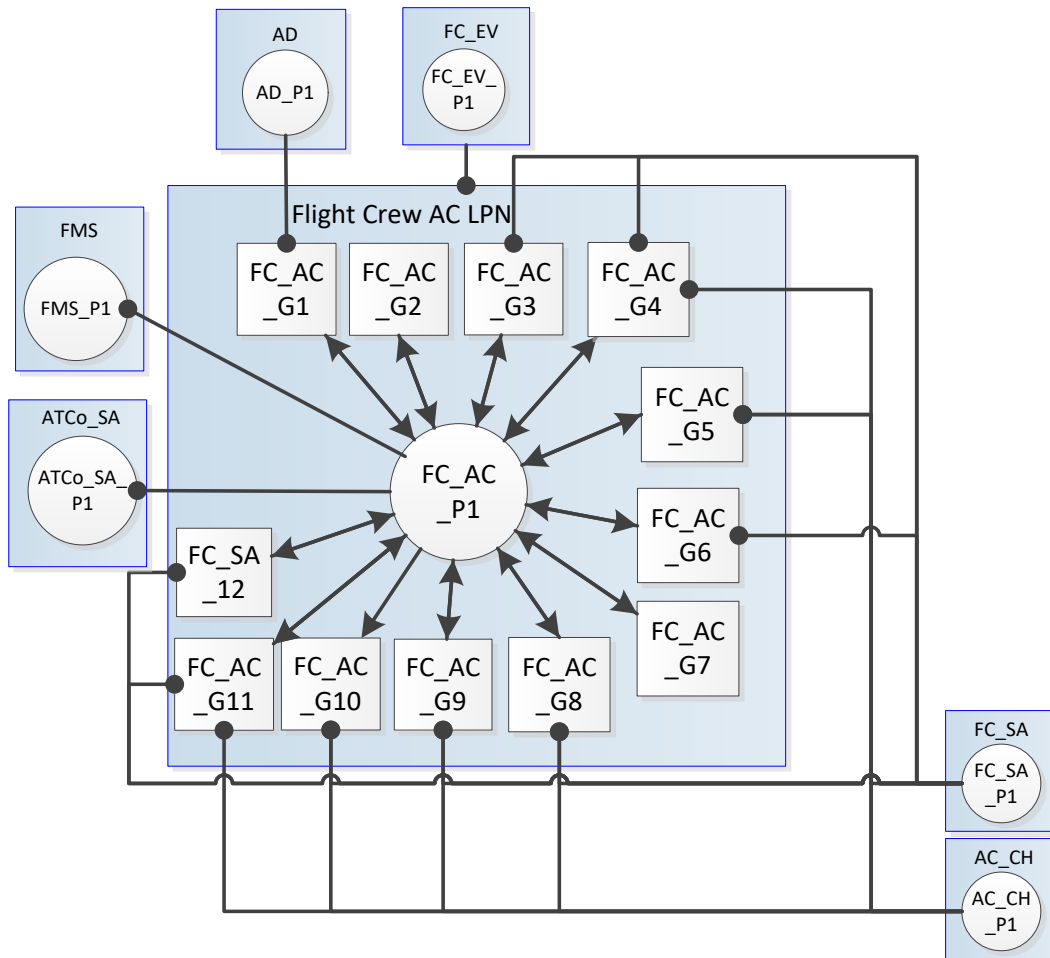 AD
AD_P1
FC_EV
FC_EV_
P1
Flight Crew AC LPN
FMS
FMS_P1
FC_AC
_G1
FC_AC
_G2
FC_AC
_G3
FC_AC
_G4
FC_AC
_G5
ATCo_SA
ATCo_SA_
P1
FC_AC
_P1
FC_AC
_G6
FC_SA
_12
FC_AC
_G7
FC_AC
_G11
FC_AC
_G10
FC_AC
_G9
FC_AC
_G8
FC_SA
FC_SA
_P1
AC_CH
AC_CH
_P1